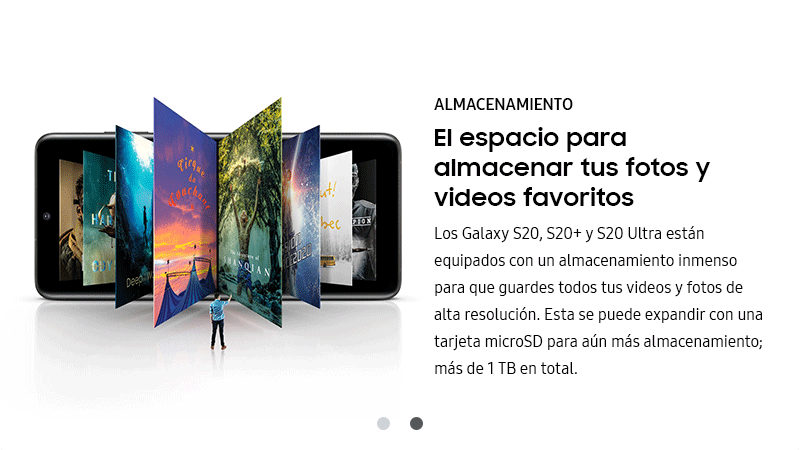 ALMACENAMIENTO
El espacio para
almacenar tus fotos y
videos favoritos
Los Galaxy S20, S20+ y S20 Ultra están
equipados con un almacenamiento inmenso
para que guardes todos tus videos y fotos de
alta resolución. Esta se puede expandir con una
tarjeta microSD para aún más almacenamiento;
más de 1 TB en total.
Cirque
de